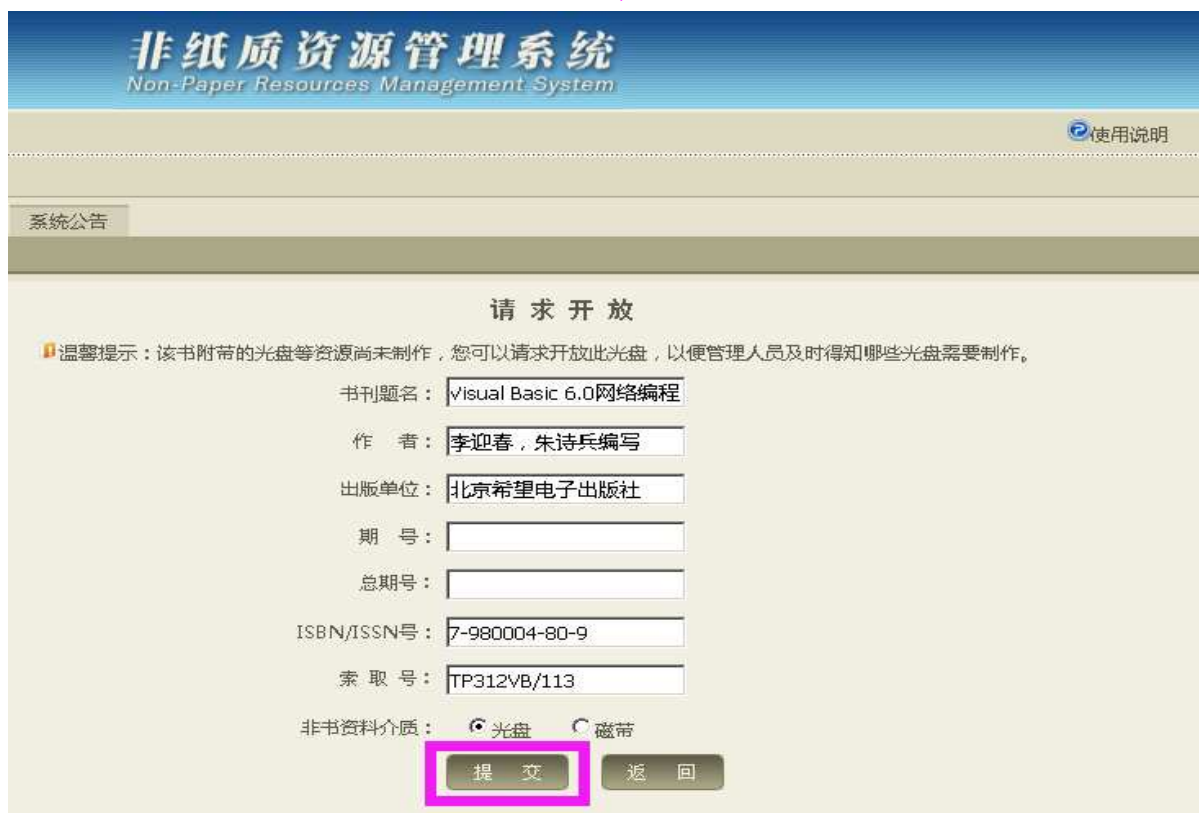 非纸质资源管理系统
Non-Paper Resources Management System
使用说明
系统公告
请 求 开 放
温馨提示：该书附带的光盘等资源尚未制作，您可以请求开放此光盘，以便管理人员及时得知哪些光盘需要制作。
书刊题名： Visual Basic 6.0网络编程
作 者： 李迎春，朱诗兵编写
出版单位： 北京希望电子出版社
期 号：
总期号：
ISBN/ISSN号： 7-980004-80-9
索 取 号： TP312VB/113
非书资料介质： 光盘 磁带
提 交 返 回